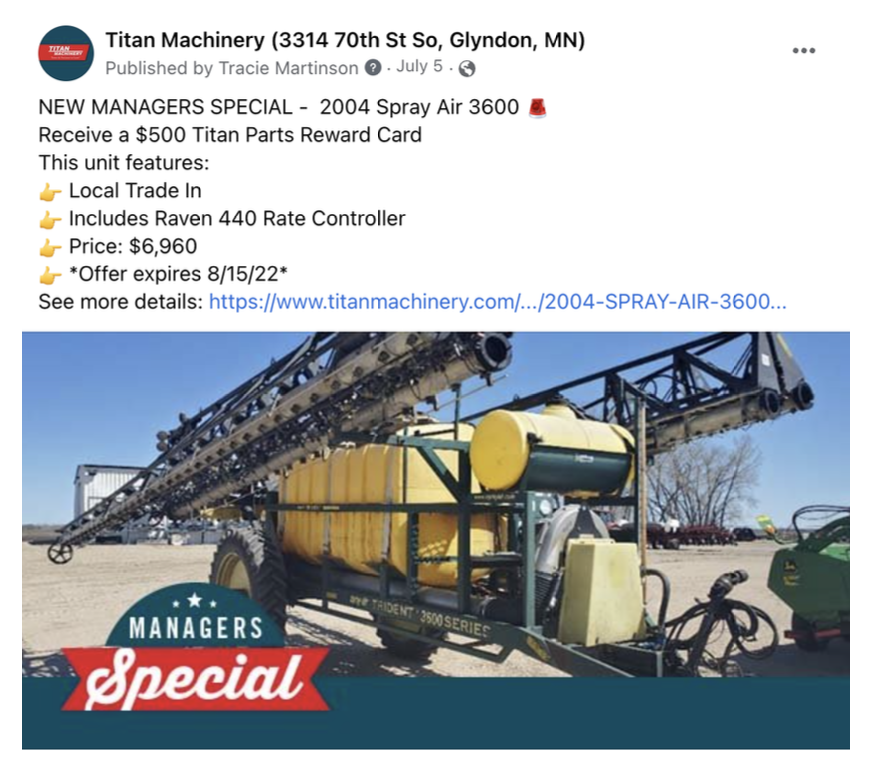 Titan Machinery (3314 70th St So, Glyndon, MN)
Published by Tracie Martinson · July 5 ·
NEW MANAGERS SPECIAL - 2004 Spray Air 3600 🚨
Receive a $500 Titan Parts Reward Card
This unit features:
👉 Local Trade In
👉 Includes Raven 440 Rate Controller
👉 Price: $6,960
👉 *Offer expires 8/15/22*
See more details: https://www.titanmachinery.com/.../2004-SPRAY-AIR-3600...
TITAN
MACHINERY
TRIDENT 3600 SERIES
MANAGERS
Special